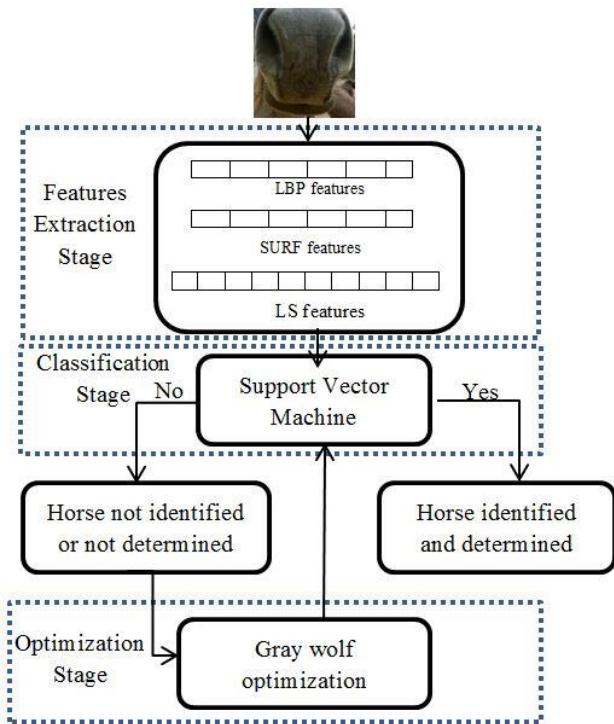 Features
Extraction
Stage
LBP features
SURF features
LS features
Classification
Stage
No
Support Vector
Machine
Yes
Horse not identified
or not determined
Horse identified
and determined
Optimization
Stage
Gray wolf
optimization